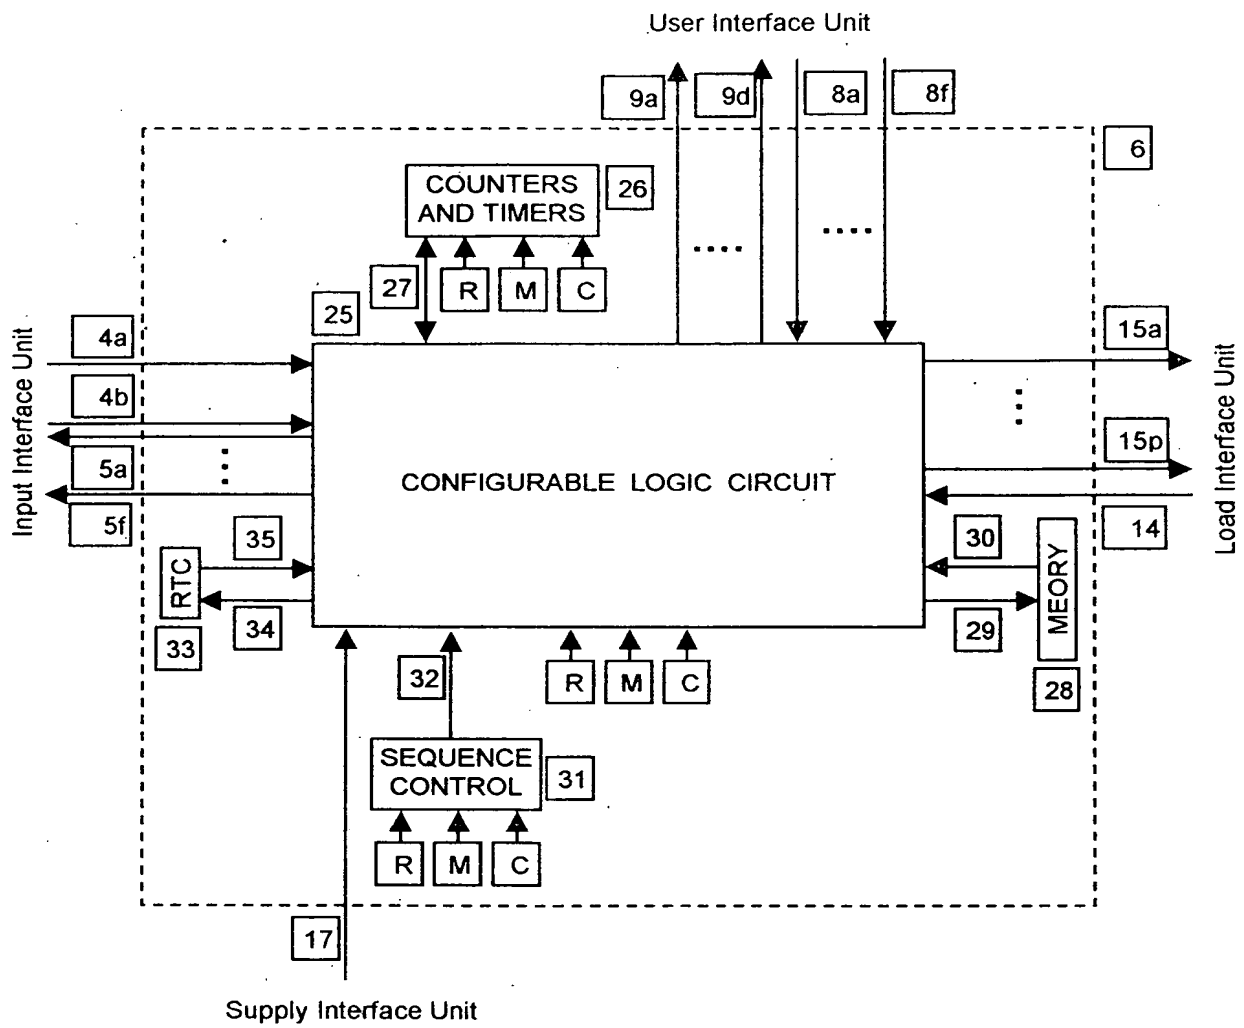 User Interface Unit
9a
9d
8a
8f
6
COUNTERS
AND TIMERS
26
27
R
M
C
25
4a
4b
5a
5f
Input Interface Unit
15a
15p
14
Load Interface Unit
CONFIGURABLE LOGIC CIRCUIT
35
RTC
34
33
30
29
MEORY
28
32
R
M
C
SEQUENCE
CONTROL
31
R
M
C
17
Supply Interface Unit